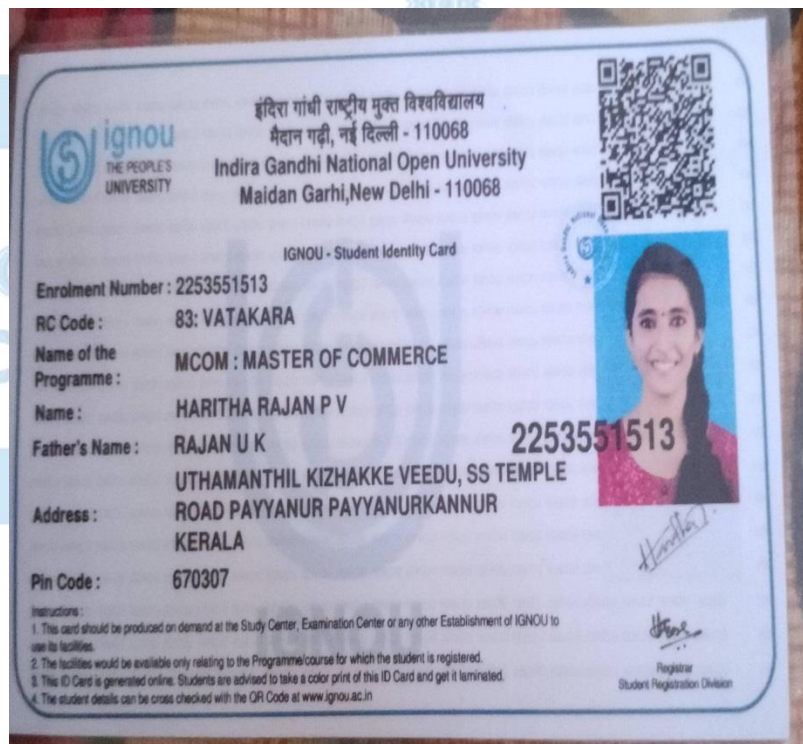 इंदिरा गांधी राष्ट्रीय मुक्त विश्वविद्यालय
मैदान गढ़ी, नई दिल्ली - 110068
Indira Gandhi National Open University
Maidan Garhi,New Delhi - 110068
ignou
THE PEOPLE'S
UNIVERSITY
IGNOU - Student Identity Card
Enrolment Number : 2253551513
RC Code : 83: VATAKARA
Name of the
Programme : MCOM : MASTER OF COMMERCE
Name : HARITHA RAJAN P V
Father's Name : RAJAN U K
2253551513
Address : UTHAMANTHIL KIZHAKKE VEEDU, SS TEMPLE
ROAD PAYYANUR PAYYANURKANNUR
KERALA
Pin Code : 670307
Haritha
Instructions :
1. This card should be produced on demand at the Study Center, Examination Center or any other Establishment of IGNOU to
use its facilities.
2. The facilities would be available only relating to the Programme/course for which the student is registered.
3. This ID Card is generated online. Students are advised to take a color print of this ID Card and get it laminated.
4. The student details can be cross checked with the QR Code at www.ignou.ac.in
Registrar
Student Registration Division
IGNOU